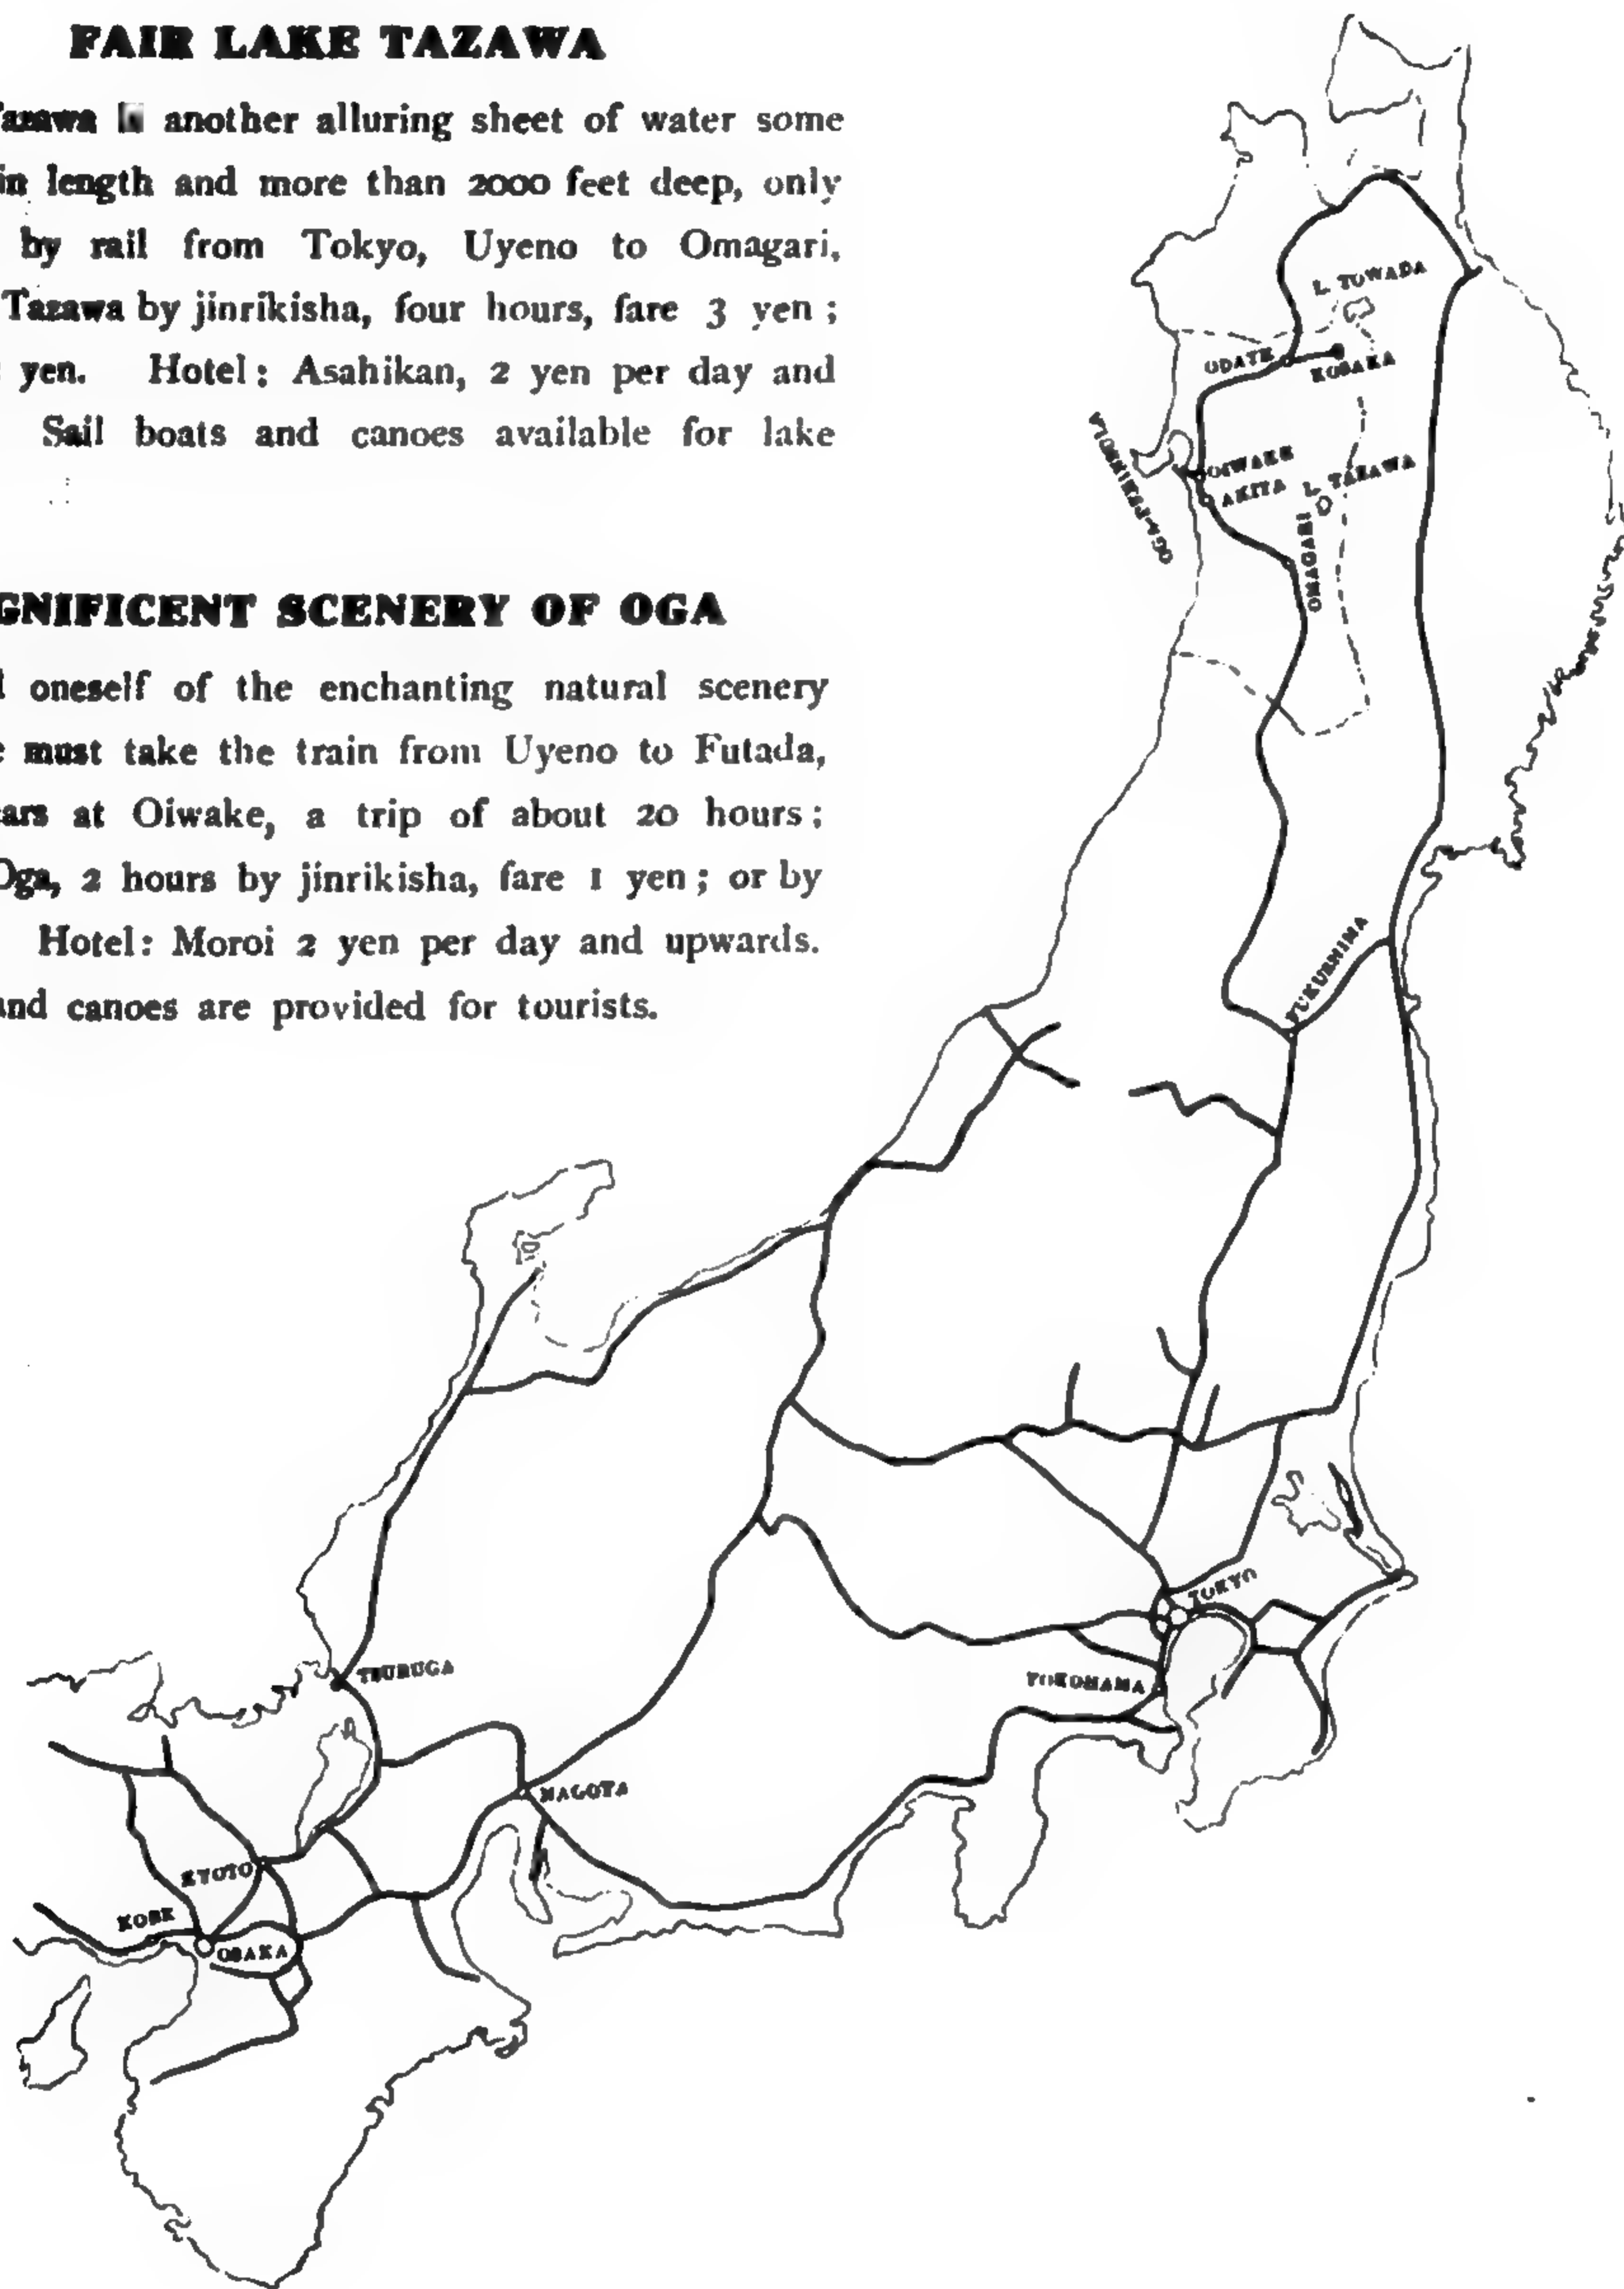 FAIR LAKE TAZAWA
Tazawa is another alluring sheet of water some
in length and more than 2000 feet deep, only
by rail from Tokyo, Uyeno to Omagari,
Tazawa by jinrikisha, four hours, fare 3 yen;
yen. Hotel: Asahikan, 2 yen per day and
Sail boats and canoes available for lake
GNIFICENT SCENERY OF OGA
oneself of the enchanting natural scenery
must take the train from Uyeno to Futada,
cars at Oiwake, a trip of about 20 hours;
Oga, 2 hours by jinrikisha, fare 1 yen; or by
Hotel: Moroi 2 yen per day and upwards.
and canoes are provided for tourists.
L. TOWADA
ODATE
KOSAKA
OGA-PENINSULA
OIWAKE
AKITA
L. TAZAWA
OMAGARI
FUKUSHIMA
TOKYO
YOKOHAMA
TSURUGA
NAGOYA
KYOTO
KOBE
OSAKA